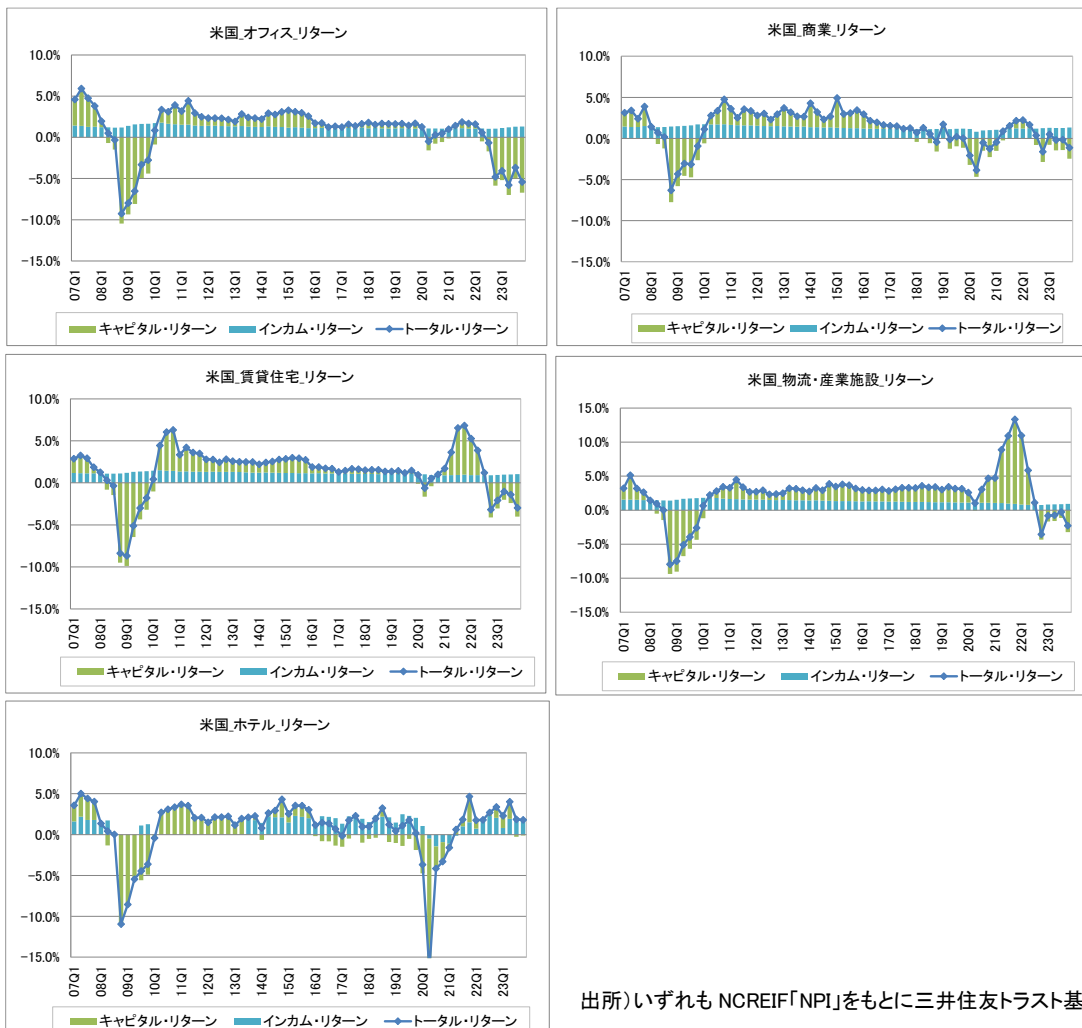 米国_オフィス_リターン
10.0%
5.0%
0.0%
−5.0%
−10.0%
−15.0%
07Q1 08Q1 09Q1 10Q1 11Q1 12Q1 13Q1 14Q1 15Q1 16Q1 17Q1 18Q1 19Q1 20Q1 21Q1 22Q1 23Q1
キャピタル・リターン インカム・リターン トータル・リターン
米国_商業_リターン
10.0%
5.0%
0.0%
−5.0%
−10.0%
−15.0%
07Q1 08Q1 09Q1 10Q1 11Q1 12Q1 13Q1 14Q1 15Q1 16Q1 17Q1 18Q1 19Q1 20Q1 21Q1 22Q1 23Q1
キャピタル・リターン インカム・リターン トータル・リターン
米国_賃貸住宅_リターン
10.0%
5.0%
0.0%
−5.0%
−10.0%
−15.0%
07Q1 08Q1 09Q1 10Q1 11Q1 12Q1 13Q1 14Q1 15Q1 16Q1 17Q1 18Q1 19Q1 20Q1 21Q1 22Q1 23Q1
キャピタル・リターン インカム・リターン トータル・リターン
米国_物流・産業施設_リターン
15.0%
10.0%
5.0%
0.0%
−5.0%
−10.0%
−15.0%
07Q1 08Q1 09Q1 10Q1 11Q1 12Q1 13Q1 14Q1 15Q1 16Q1 17Q1 18Q1 19Q1 20Q1 21Q1 22Q1 23Q1
キャピタル・リターン インカム・リターン トータル・リターン
米国_ホテル_リターン
10.0%
5.0%
0.0%
−5.0%
−10.0%
−15.0%
07Q1 08Q1 09Q1 10Q1 11Q1 12Q1 13Q1 14Q1 15Q1 16Q1 17Q1 18Q1 19Q1 20Q1 21Q1 22Q1 23Q1
キャピタル・リターン インカム・リターン トータル・リターン
出所)いずれも NCREIF「NPI」をもとに三井住友トラスト基